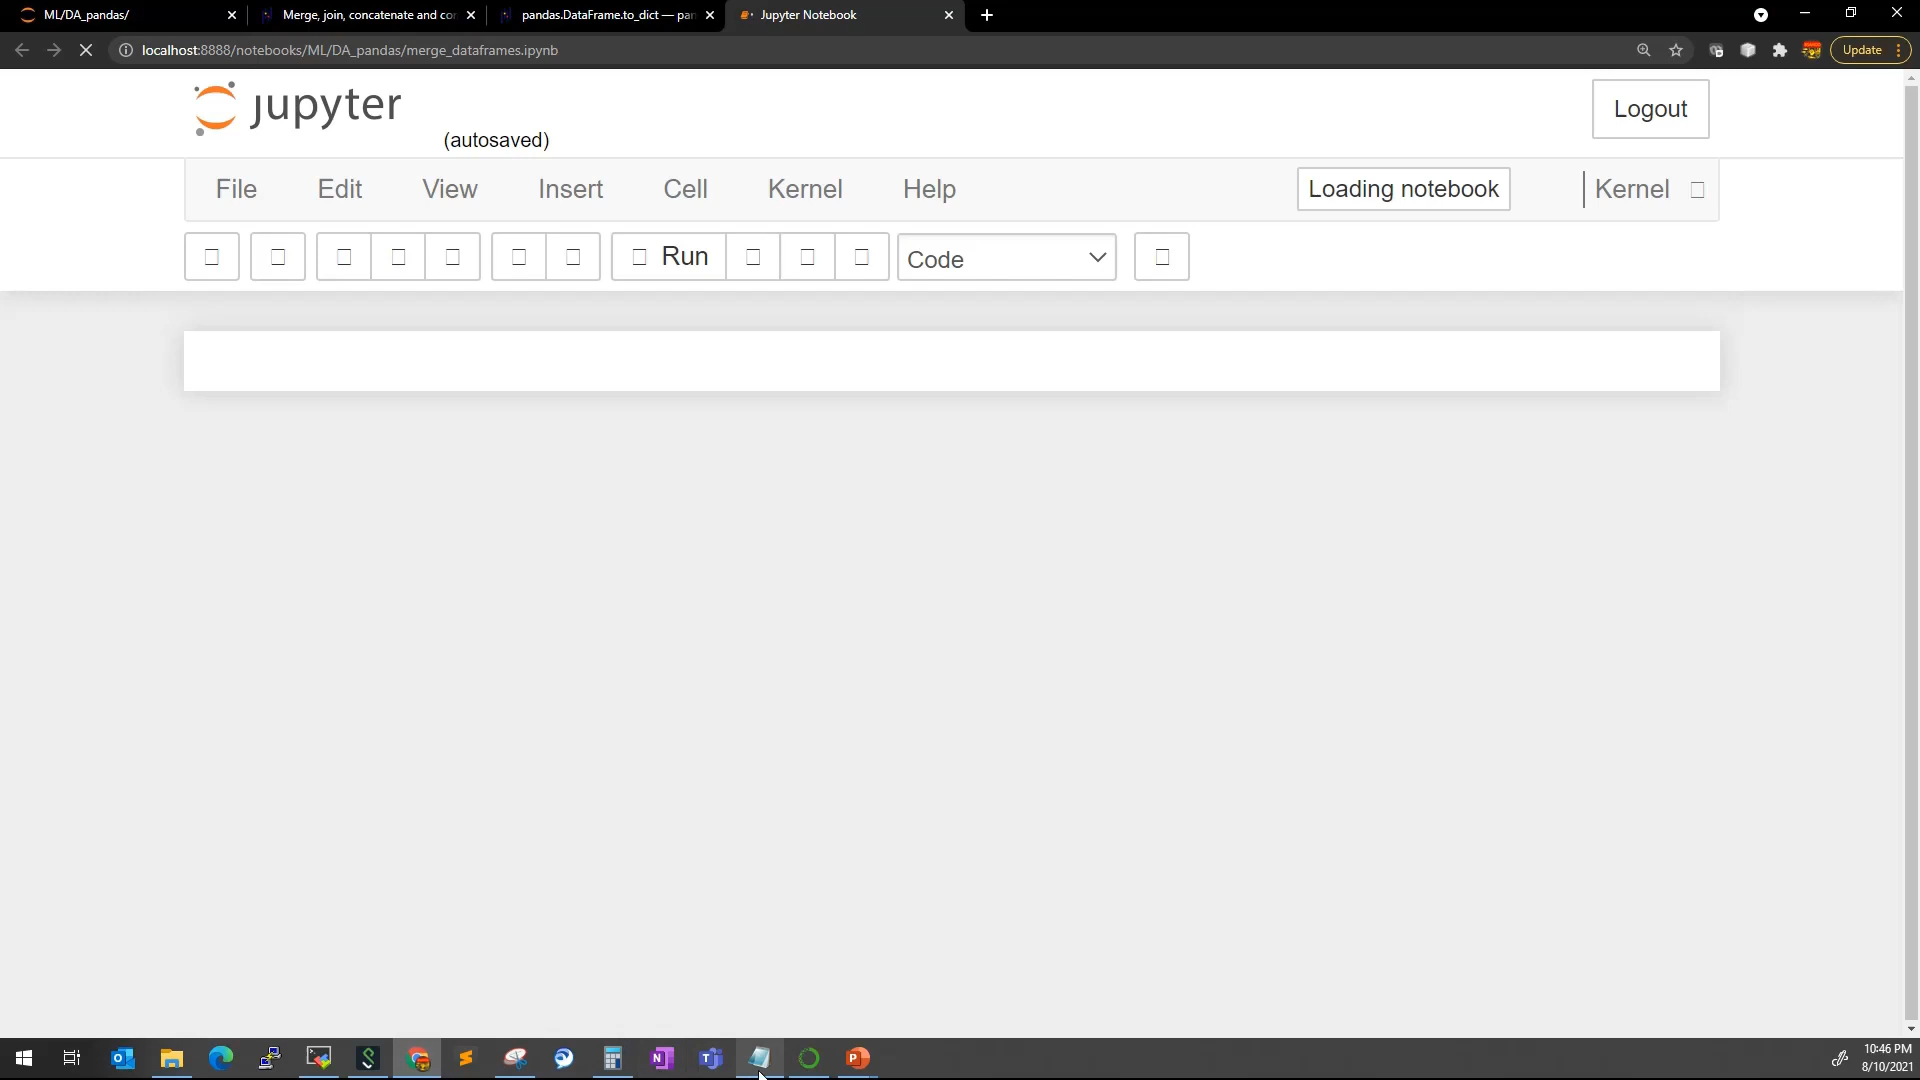 ML/DA_pandas/
Merge, join, concatenate and co
pandas.DataFrame.to_dict — pan
Jupyter Notebook
localhost:8888/notebooks/ML/DA_pandas/merge_dataframes.ipynb
Update
jupyter
(autosaved)
Logout
File
Edit
View
Insert
Cell
Kernel
Help
Loading notebook
Kernel
Run
Code
10:46 PM
8/10/2021